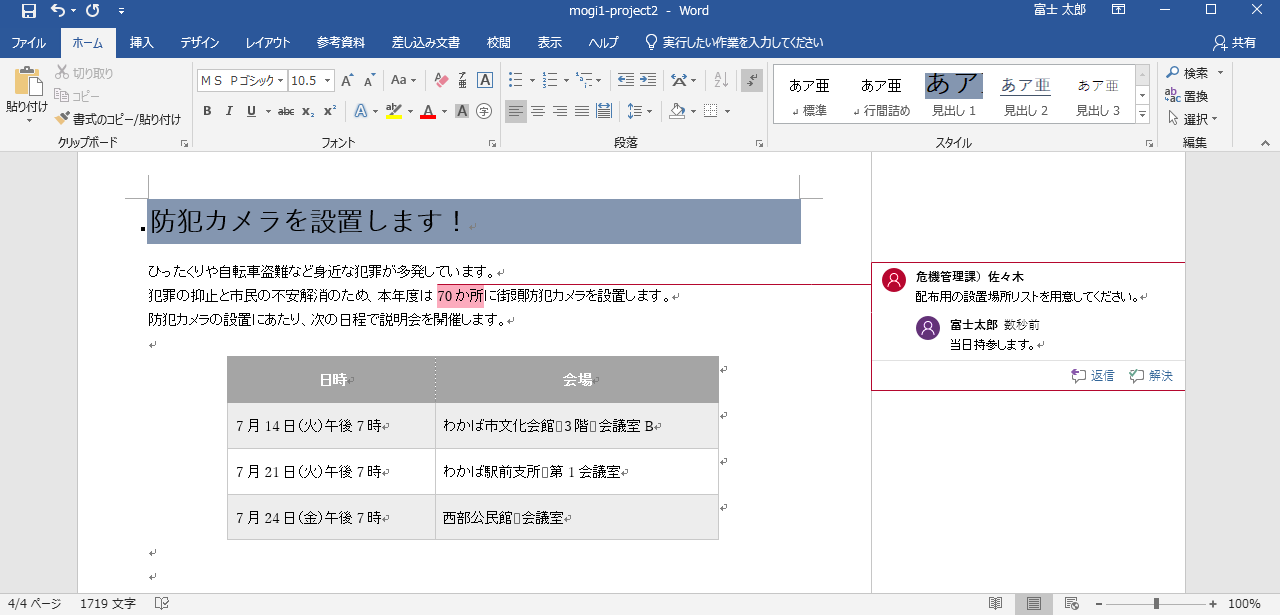 mogi1-project2 - Word
富士 太郎
ファイル ホーム 挿入 デザイン レイアウト 参考資料 差し込み文書 校閲 表示 ヘルプ 実行したい作業を入力してください 共有
貼り付け
切り取り
コピー
書式のコピー/貼り付け
クリップボード
ＭＳ Ｐゴシック 10.5
フォント
段落
あア亜 標準
あア亜 行間詰め
あア 見出し 1
あア亜 見出し 2
あア亜 見出し 3
スタイル
検索
置換
選択
編集
防犯カメラを設置します！
ひったくりや自転車盗難など身近な犯罪が多発しています。
犯罪の抑止と市民の不安解消のため、本年度は 70 か所に街頭防犯カメラを設置します。
防犯カメラの設置にあたり、次の日程で説明会を開催します。
日時 会場
7 月 14 日（火）午後 7 時 わかば市文化会館□3 階□会議室 B
7 月 21 日（火）午後 7 時 わかば駅前支所□第 1 会議室
7 月 24 日（金）午後 7 時 西部公民館□会議室
危機管理課）佐々木
配布用の設置場所リストを用意してください。
富士太郎 数秒前
当日持参します。
返信 解決
4/4 ページ 1719 文字 100%